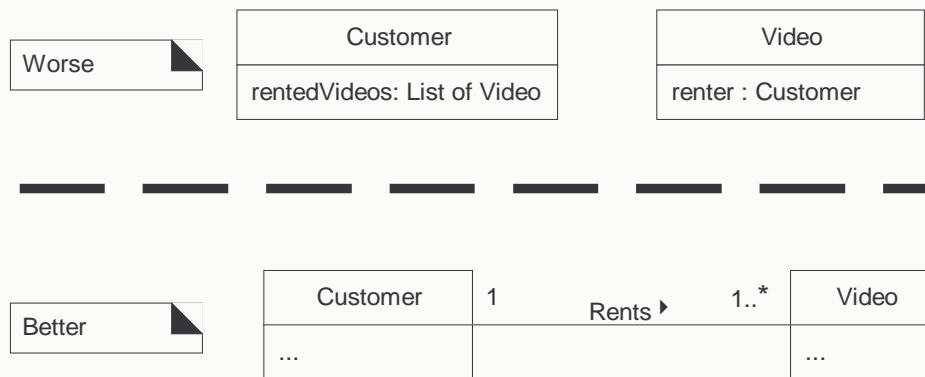 Worse
Customer
rentedVideos: List of Video
Video
renter : Customer
Better
Customer
...
1
Rents
1..*
Video
...